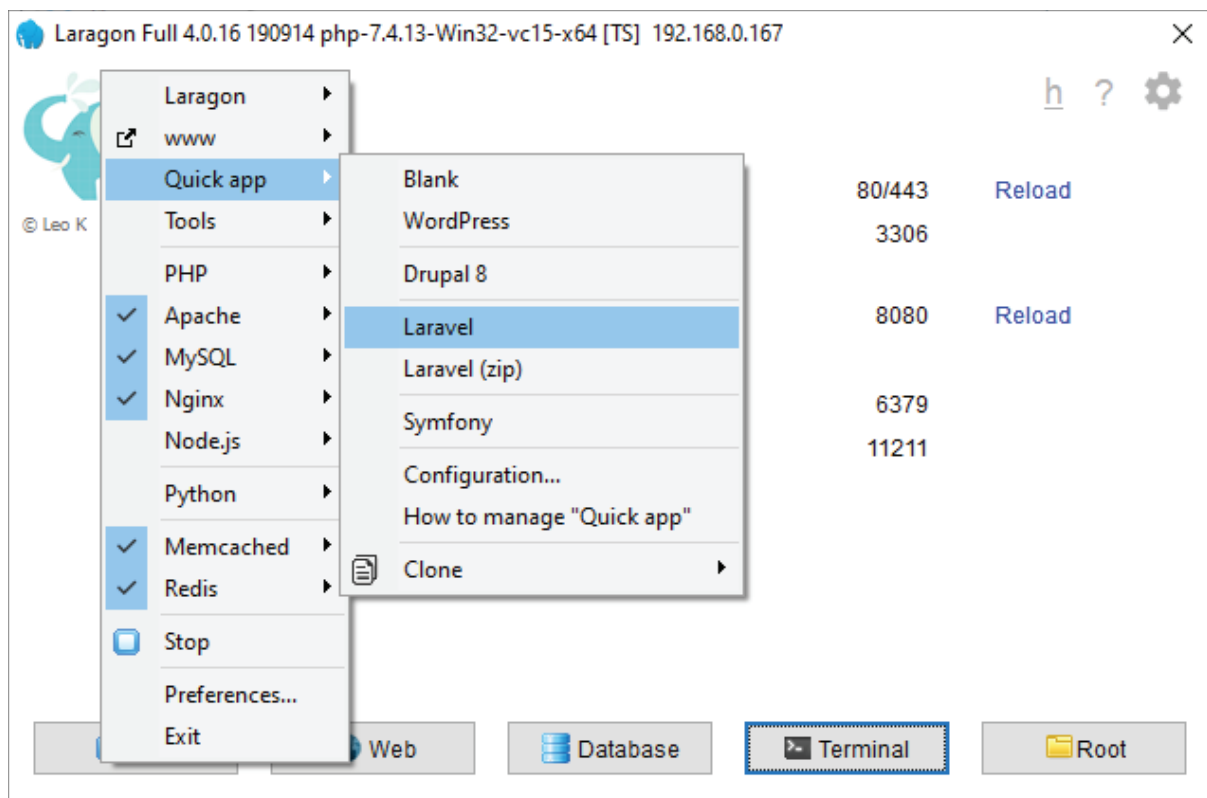 Laragon Full 4.0.16 190914 php-7.4.13-Win32-vc15-x64 [TS] 192.168.0.167
h ?
© Leo K
Laragon
www
Quick app
Tools
PHP
Apache
MySQL
Nginx
Node.js
Python
Memcached
Redis
Stop
Preferences...
Exit
Blank
WordPress
Drupal 8
Laravel
Laravel (zip)
Symfony
Configuration...
How to manage "Quick app"
Clone
80/443 Reload
3306
8080 Reload
6379
11211
Web
Database
Terminal
Root